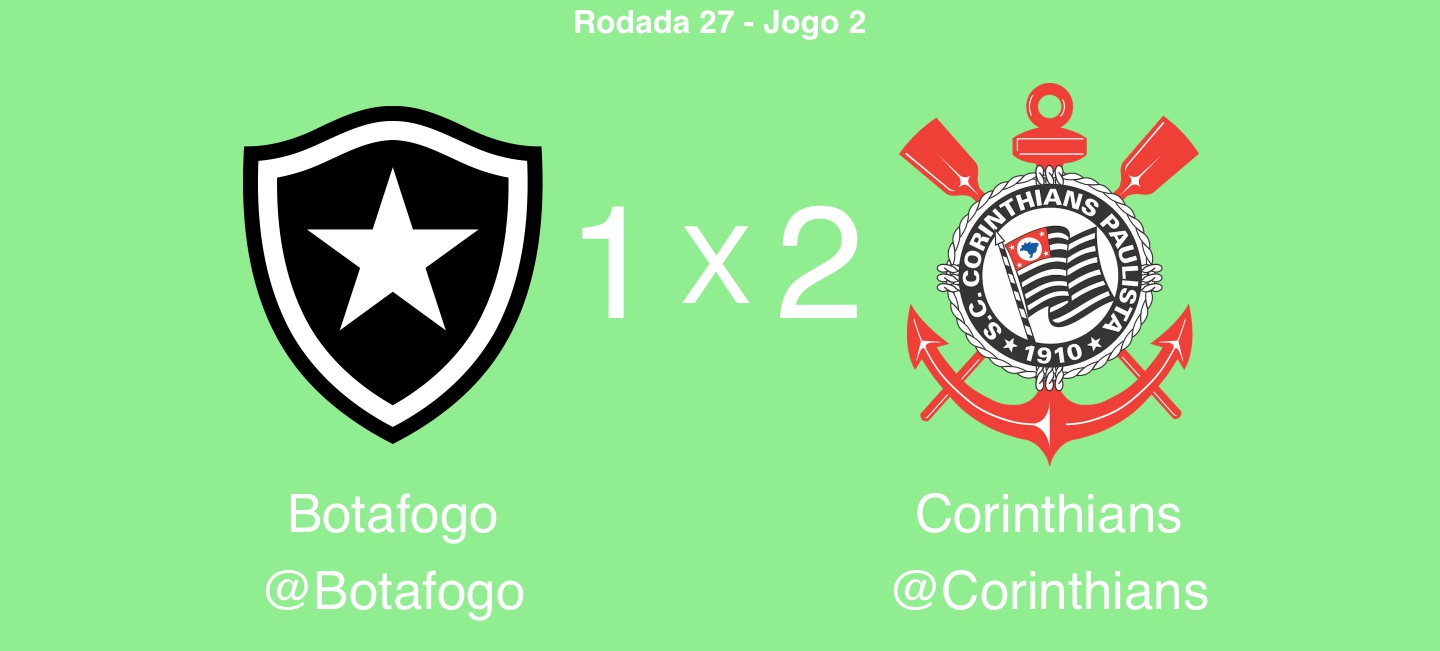 Rodada 27 - Jogo 2
1 x 2
S.C. CORINTHIANS PAULISTA
1910
Botafogo
Corinthians
@Botafogo
@Corinthians